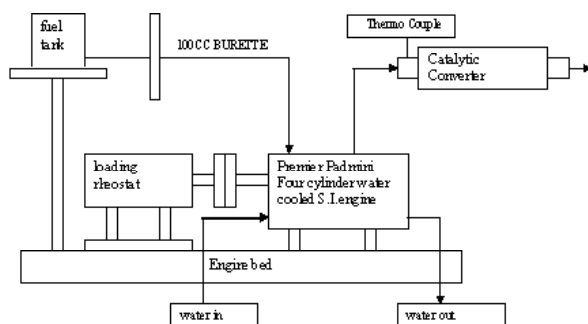 fuel
tank
100CC BURETTE
Thermo Couple
Catalytic
Converter
loading
rheostat
Premier Padmini
Four cylinder water
cooled S.I.engine
Engine bed
water in
water out